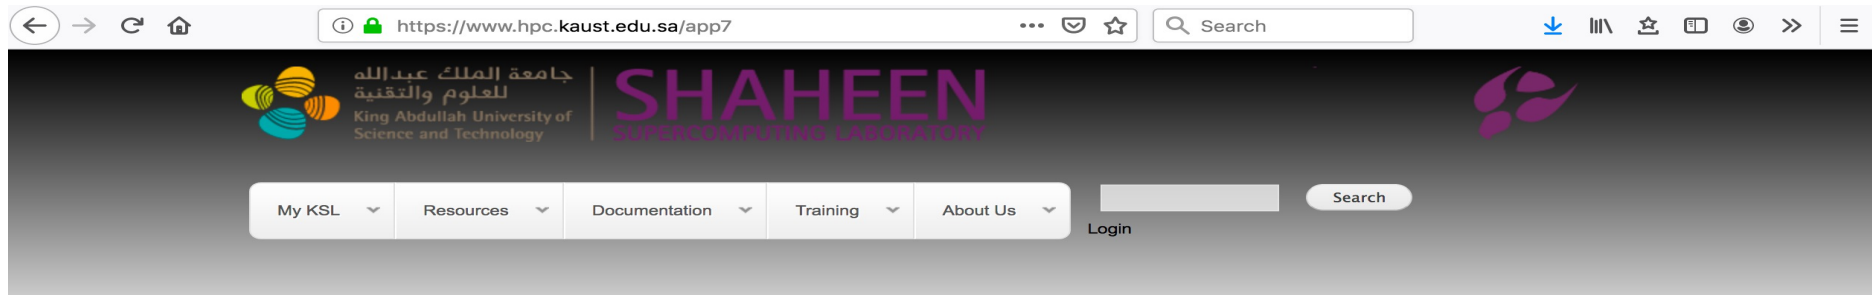 https://www.hpc.kaust.edu.sa/app7
Search
جامعة الملك عبدالله
للعلوم والتقنية
King Abdullah University of
Science and Technology
SHAHEEN
SUPERCOMPUTING LABORATORY
My KSL
Resources
Documentation
Training
About Us
Search
Login